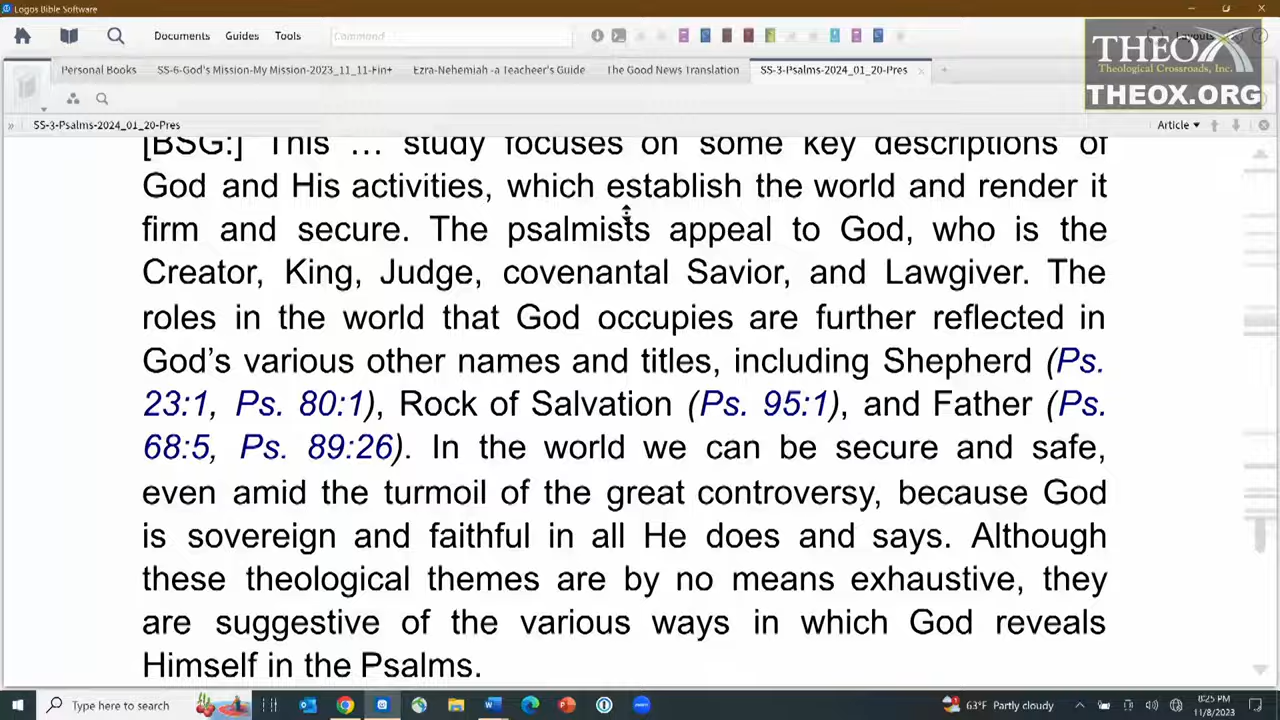 Logos Bible Software
Documents Guides Tools Command
THEOX
Theological Crossroads, Inc.
THEOX.ORG
Personal Books SS-6-God's Mission-My Mission-2023_11_11-Fin+ The Good News Translation SS-3-Psalms-2024_01_20-Pres
SS-3-Psalms-2024_01_20-Pres Article
[BSG:] This … study focuses on some key descriptions of
God and His activities, which establish the world and render it
firm and secure. The psalmists appeal to God, who is the
Creator, King, Judge, covenantal Savior, and Lawgiver. The
roles in the world that God occupies are further reflected in
God’s various other names and titles, including Shepherd (Ps.
23:1, Ps. 80:1), Rock of Salvation (Ps. 95:1), and Father (Ps.
68:5, Ps. 89:26). In the world we can be secure and safe,
even amid the turmoil of the great controversy, because God
is sovereign and faithful in all He does and says. Although
these theological themes are by no means exhaustive, they
are suggestive of the various ways in which God reveals
Himself in the Psalms.
Type here to search 63°F Partly cloudy 8:25 PM
11/8/2023